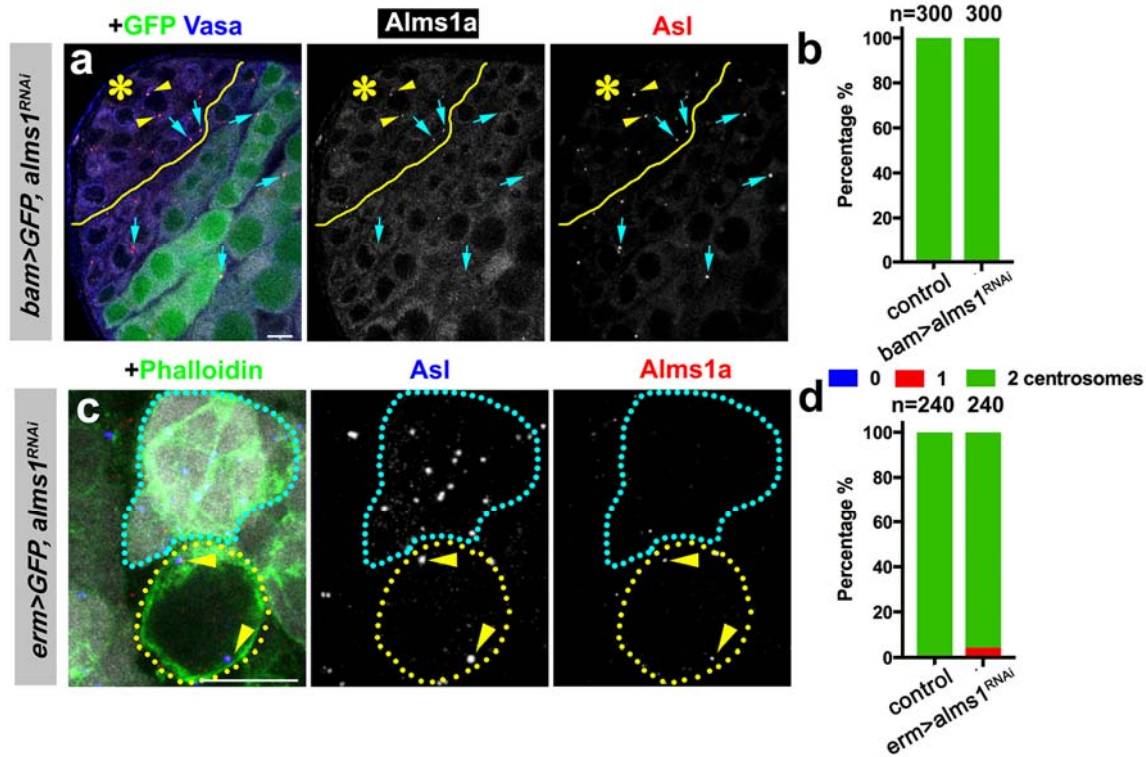 +GFP Vasa
Alms1a
Asl
bam>GFP, alms1RNAi
a
*
b
n=300 300
100
80
60
40
20
0
Percentage %
control
bam>alms1RNAi
+Phalloidin
Asl
Alms1a
0 1 2 centrosomes
erm>GFP, alms1RNAi
c
d
n=240 240
100
80
60
40
20
0
Percentage %
control
erm>alms1RNAi